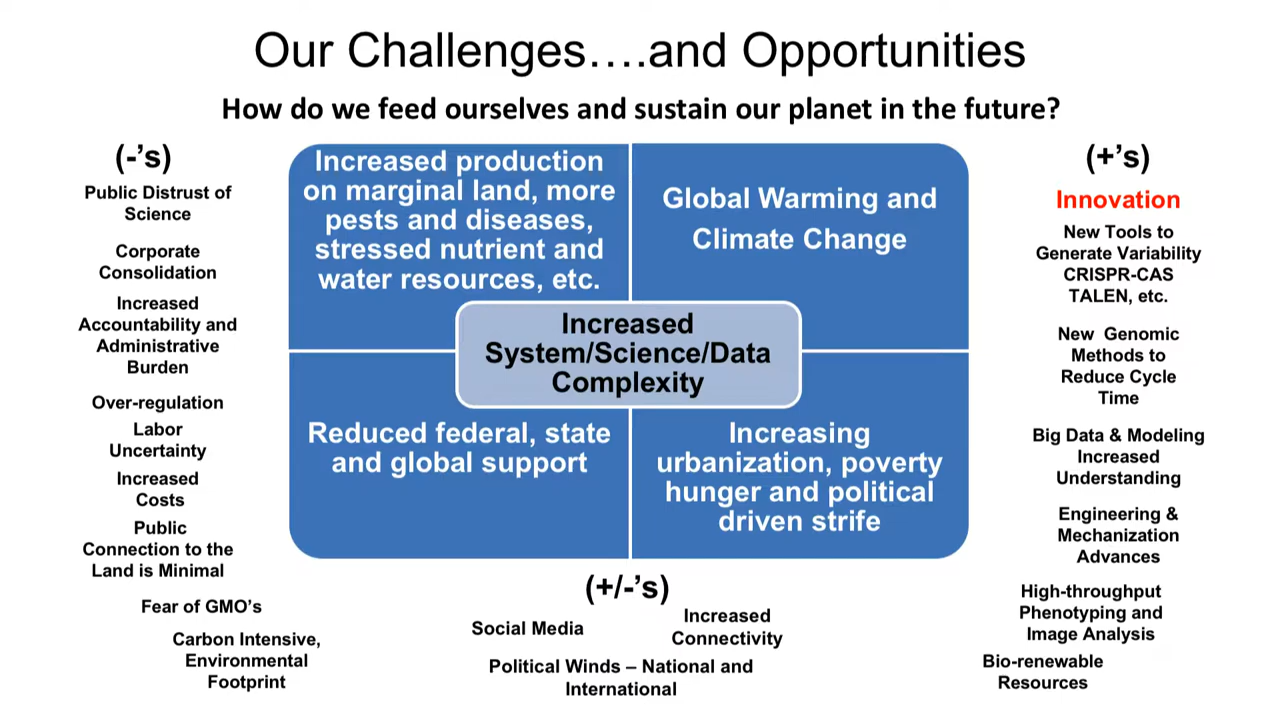 Our Challenges….and Opportunities
How do we feed ourselves and sustain our planet in the future?
(-’s)
Public Distrust of
Science
Corporate
Consolidation
Increased
Accountability and
Administrative
Burden
Over-regulation
Labor
Uncertainty
Increased
Costs
Public
Connection to the
Land is Minimal
Fear of GMO’s
Carbon Intensive,
Environmental
Footprint
Increased production
on marginal land, more
pests and diseases,
stressed nutrient and
water resources, etc.
Global Warming and
Climate Change
Increased
System/Science/Data
Complexity
Reduced federal, state
and global support
Increasing
urbanization, poverty
hunger and political
driven strife
(+/-’s)
Social Media
Increased
Connectivity
Political Winds – National and
International
(+’s)
Innovation
New Tools to
Generate Variability
CRISPR-CAS
TALEN, etc.
New Genomic
Methods to
Reduce Cycle
Time
Big Data & Modeling
Increased
Understanding
Engineering &
Mechanization
Advances
High-throughput
Phenotyping and
Image Analysis
Bio-renewable
Resources